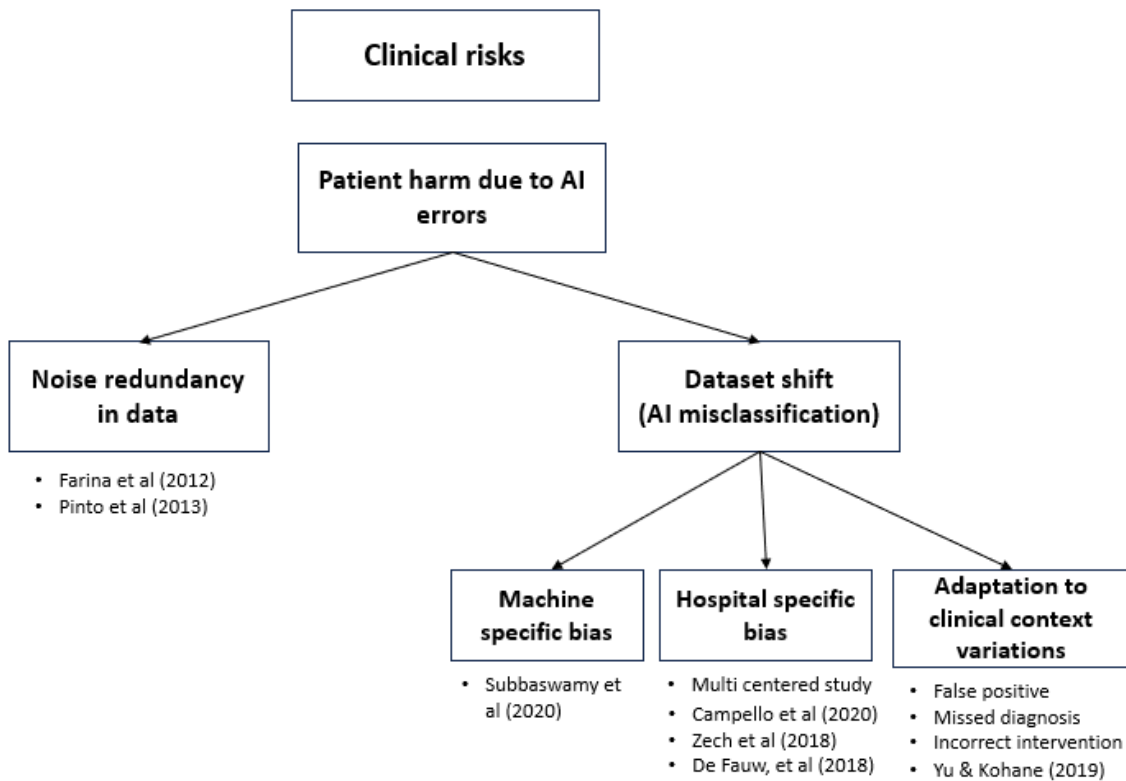 Clinical risks
Patient harm due to AI
errors
Noise redundancy
in data
• Farina et al (2012)
• Pinto et al (2013)
Dataset shift
(AI misclassification)
Machine
specific bias
• Subbaswamy et
al (2020)
Hospital specific
bias
• Multi centered study
• Campello et al (2020)
• Zech et al (2018)
• De Fauw, et al (2018)
Adaptation to
clinical context
variations
• False positive
• Missed diagnosis
• Incorrect intervention
• Yu & Kohane (2019)